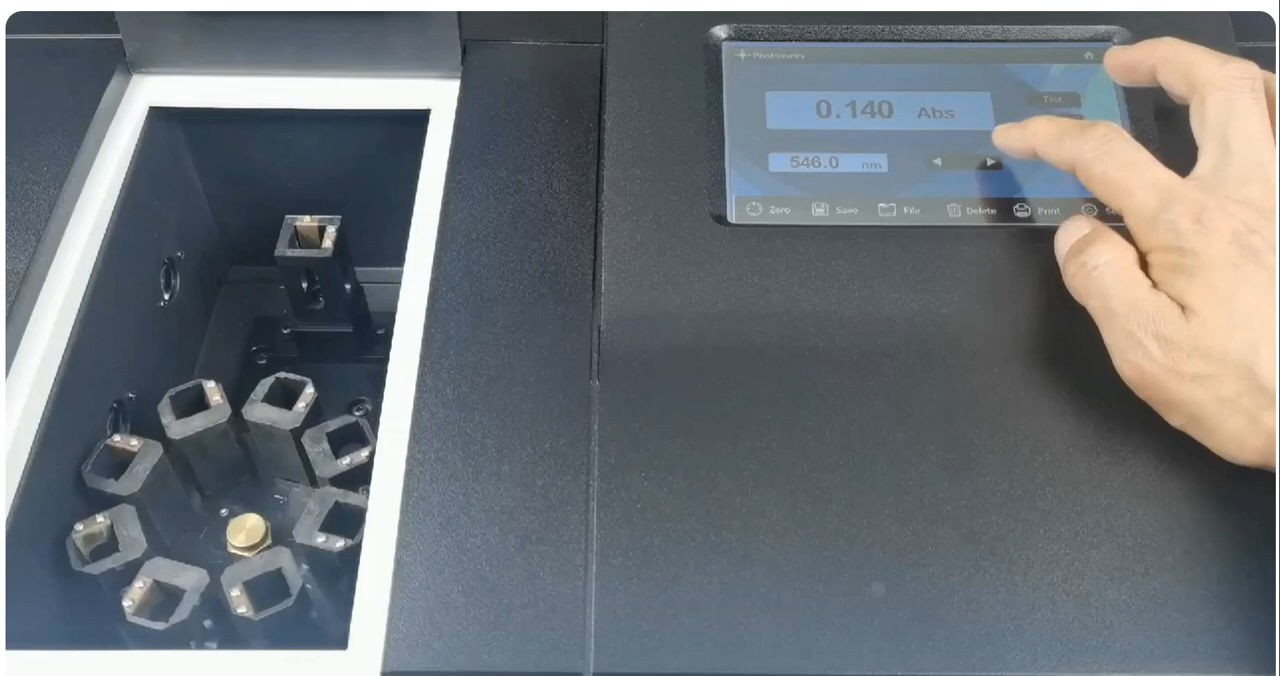 Photometry
0.140 Abs
Test
546.0 nm
Zero Save File Delete Print